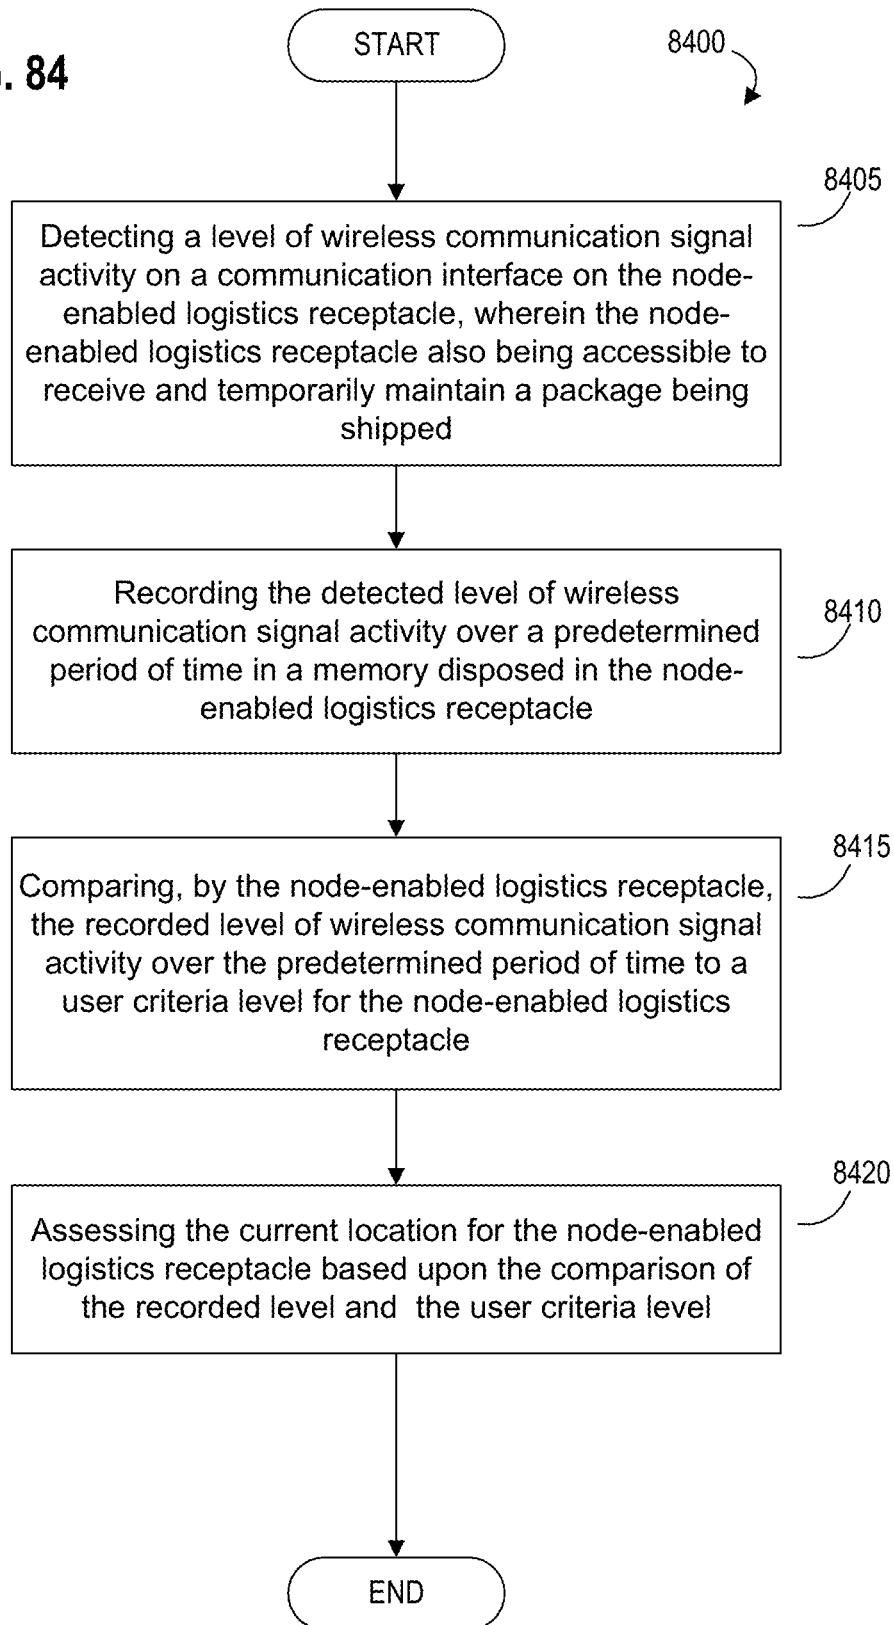 START
8400
. 84
8405
Detecting a level of wireless communication signal
activity on a communication interface on the node-
enabled logistics receptacle, wherein the node-
enabled logistics receptacle also being accessible to
receive and temporarily maintain a package being
shipped
Recording the detected level of wireless
communication signal activity over a predetermined
period of time in a memory disposed in the node-
enabled logistics receptacle
8410
8415
Comparing, by the node-enabled logistics receptacle,
the recorded level of wireless communication signal
activity over the predetermined period of time to a
user criteria level for the node-enabled logistics
receptacle
8420
Assessing the current location for the node-enabled
logistics receptacle based upon the comparison of
the recorded level and the user criteria level
END